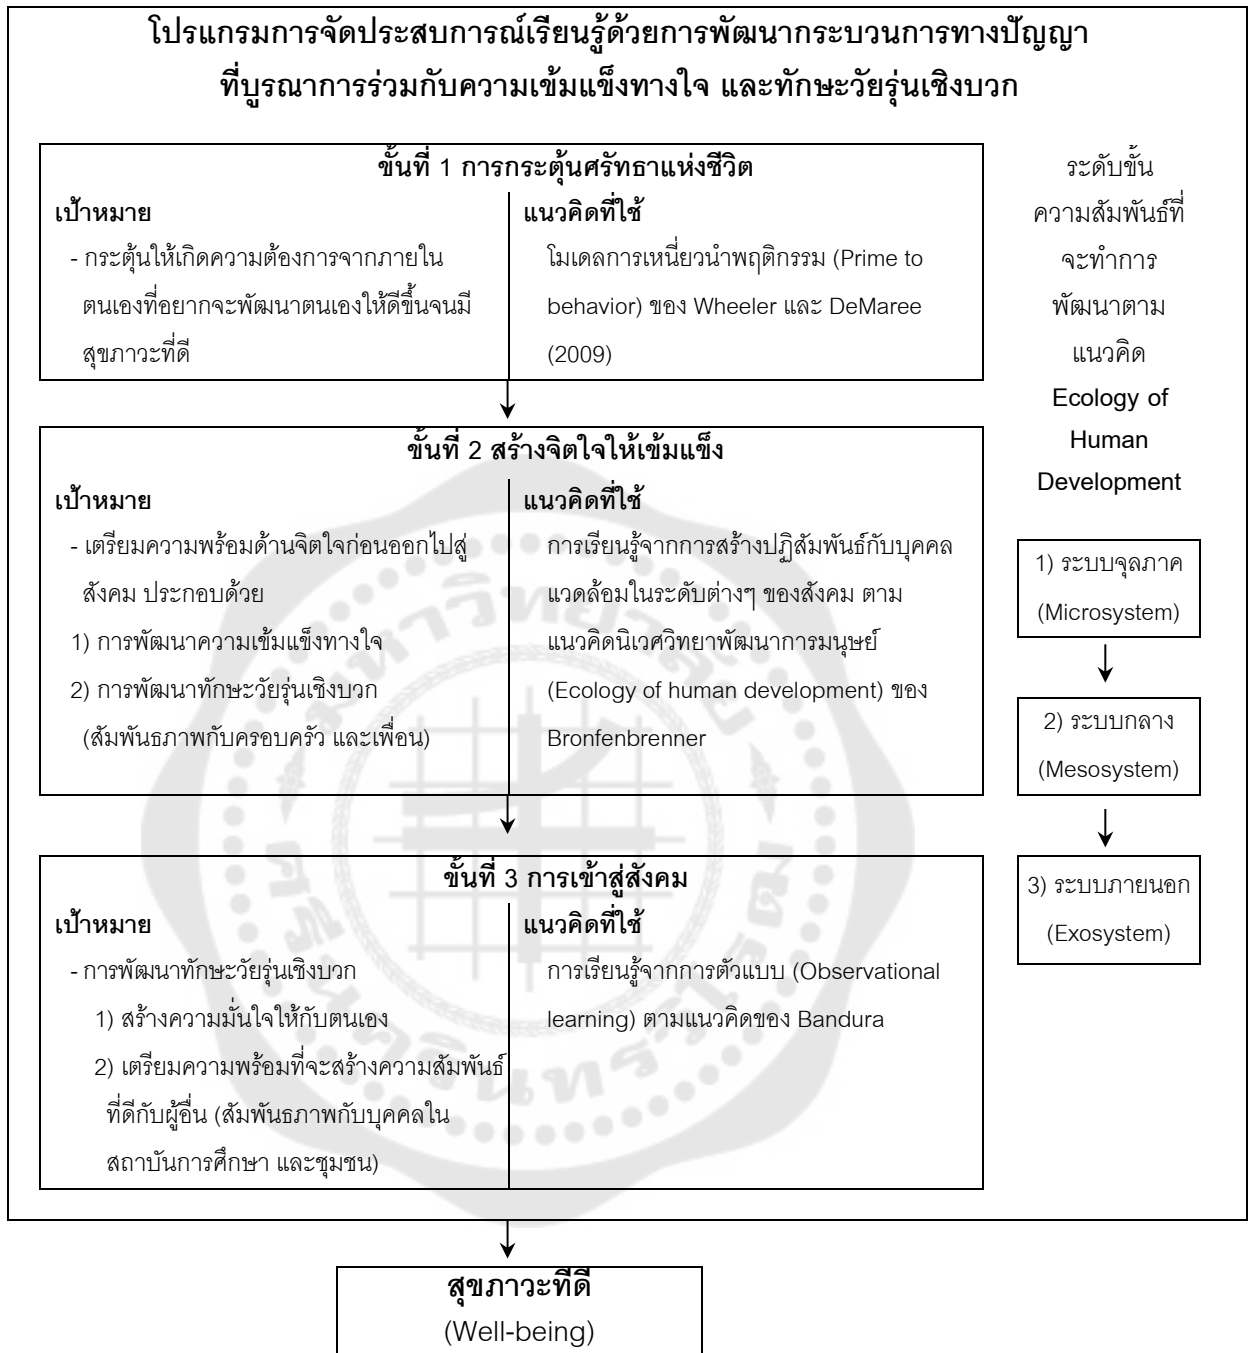 โปรแกรมการจัดประสบการณ์เรียนรู้ด้วยการพัฒนากระบวนการทางปัญญา
ที่บูรณาการร่วมกับความเข้มแข็งทางใจ และทักษะวัยรุ่นเชิงบวก
ขั้นที่ 1 การกระตุ้นศรัทธาแห่งชีวิต
เป้าหมาย
- กระตุ้นให้เกิดความต้องการจากภายใน
ตนเองที่อยากจะพัฒนาตนเองให้ดีขึ้นจนมี
สุขภาวะที่ดี
แนวคิดที่ใช้
โมเดลการเหนี่ยวนำพฤติกรรม (Prime to
behavior) ของ Wheeler และ DeMaree
(2009)
ขั้นที่ 2 สร้างจิตใจให้เข้มแข็ง
เป้าหมาย
- เตรียมความพร้อมด้านจิตใจก่อนออกไปสู่
สังคม ประกอบด้วย
1) การพัฒนาความเข้มแข็งทางใจ
2) การพัฒนาทักษะวัยรุ่นเชิงบวก
(สัมพันธภาพกับครอบครัว และเพื่อน)
แนวคิดที่ใช้
การเรียนรู้จากการสร้างปฏิสัมพันธ์กับบุคคล
แวดล้อมในระดับต่างๆ ของสังคม ตาม
แนวคิดนิเวศวิทยาพัฒนาการมนุษย์
(Ecology of human development) ของ
Bronfenbrenner
ขั้นที่ 3 การเข้าสู่สังคม
เป้าหมาย
- การพัฒนาทักษะวัยรุ่นเชิงบวก
1) สร้างความมั่นใจให้กับตนเอง
2) เตรียมความพร้อมที่จะสร้างความสัมพันธ์
ที่ดีกับผู้อื่น (สัมพันธภาพกับบุคคลใน
สถาบันการศึกษา และชุมชน)
แนวคิดที่ใช้
การเรียนรู้จากการตัวแบบ (Observational
learning) ตามแนวคิดของ Bandura
ระดับขั้น
ความสัมพันธ์ที่
จะทำการ
พัฒนาตาม
แนวคิด
Ecology of
Human
Development
1) ระบบจุลภาค
(Microsystem)
2) ระบบกลาง
(Mesosystem)
3) ระบบภายนอก
(Exosystem)
สุขภาวะที่ดี
(Well-being)
มหาวิทยาลัย
ศรีนครินทรวิโรฒ